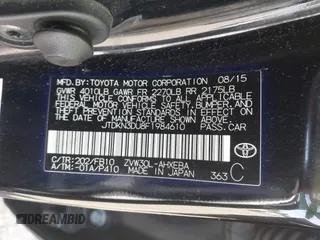 MFD. BY: TOYOTA MOTOR CORPORATION 08/15
GVWR 4010LB GAWR FR 2270LB RR 2175LB
THIS VEHICLE CONFORMS TO ALL APPLICABLE
FEDERAL MOTOR VEHICLE SAFETY, BUMPER, AND
THEFT PREVENTION STANDARDS IN EFFECT ON
THE DATE OF MANUFACTURE SHOWN ABOVE.
JTDKN3DU8F1984610 PASS. CAR
C/TR: 202/FB10 ZVW30L-AHXEBA
A/TM: -01A/P410 MADE IN JAPAN 363 C
DREAMBID